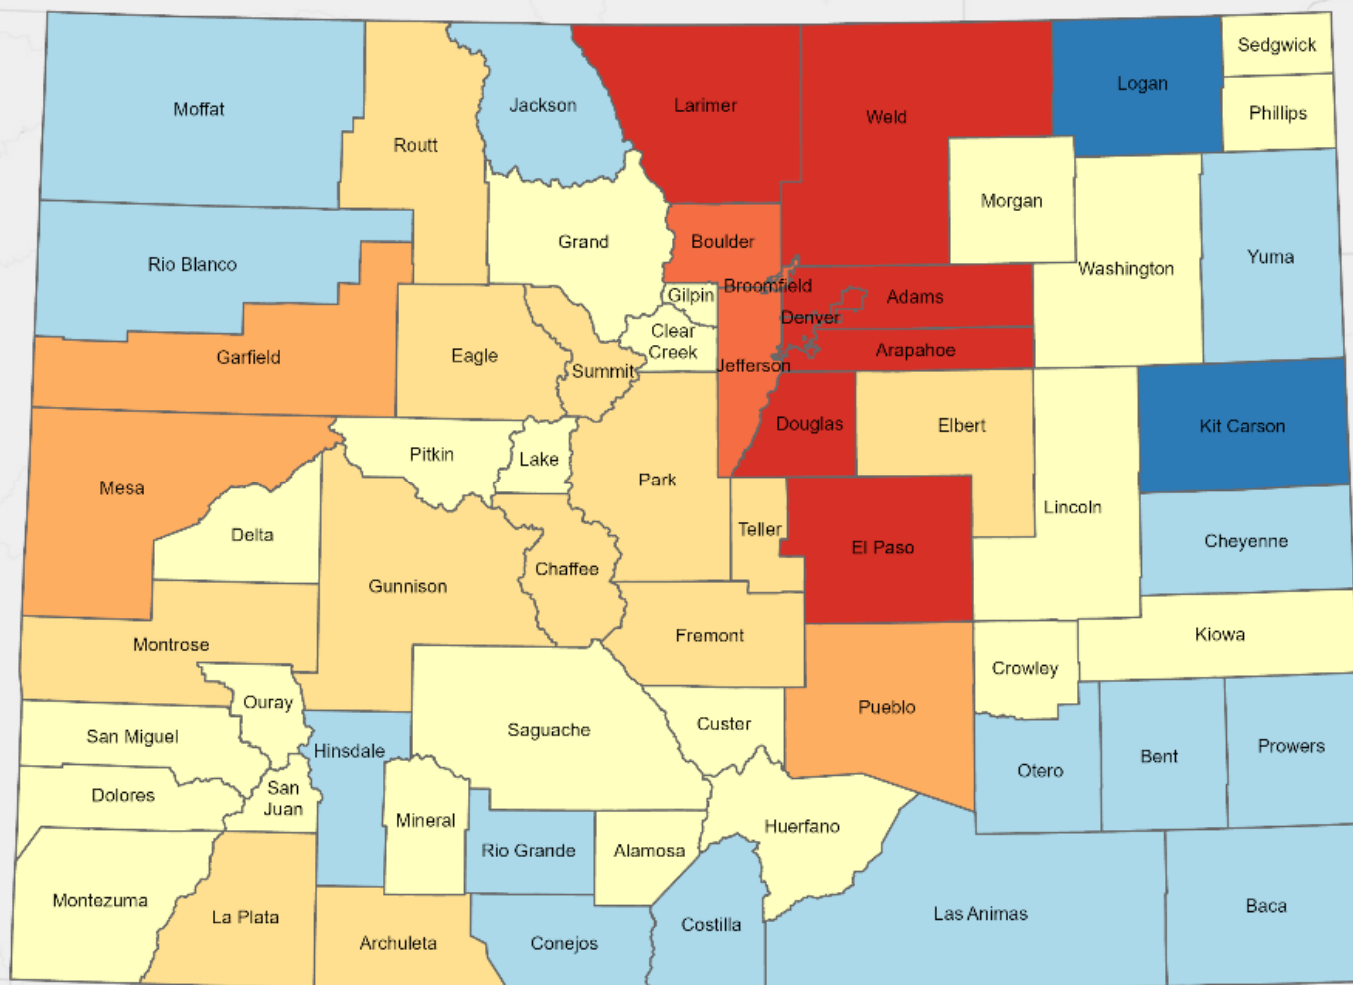 Sedgwick
Logan
Moffat
Jackson
Larimer
Weld
Phillips
Routt
Morgan
Grand
Boulder
Yuma
Rio Blanco
Washington
Broomfield
Gilpin
Adams
Denver
Clear
Creek
Garfield
Eagle
Arapahoe
Summit
Jefferson
Douglas
Elbert
Kit Carson
Pitkin
Lake
Park
Mesa
Lincoln
Delta
Teller
El Paso
Cheyenne
Chaffee
Gunnison
Fremont
Kiowa
Montrose
Crowley
Ouray
Pueblo
Custer
Saguache
San Miguel
Hinsdale
Prowers
Bent
Otero
San
Juan
Dolores
Mineral
Huerfano
Rio Grande
Alamosa
Montezuma
Baca
Las Animas
La Plata
Costilla
Archuleta
Conejos